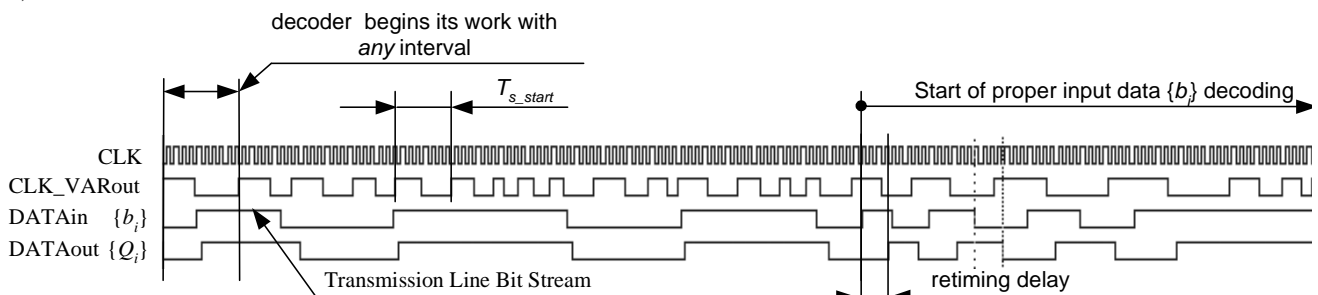 decoder begins its work with
any interval
T_s_start
Start of proper input data {b_i} decoding
CLK
CLK_VARout
DATAin {b_i}
DATAout {Q_i}
Transmission Line Bit Stream
retiming delay